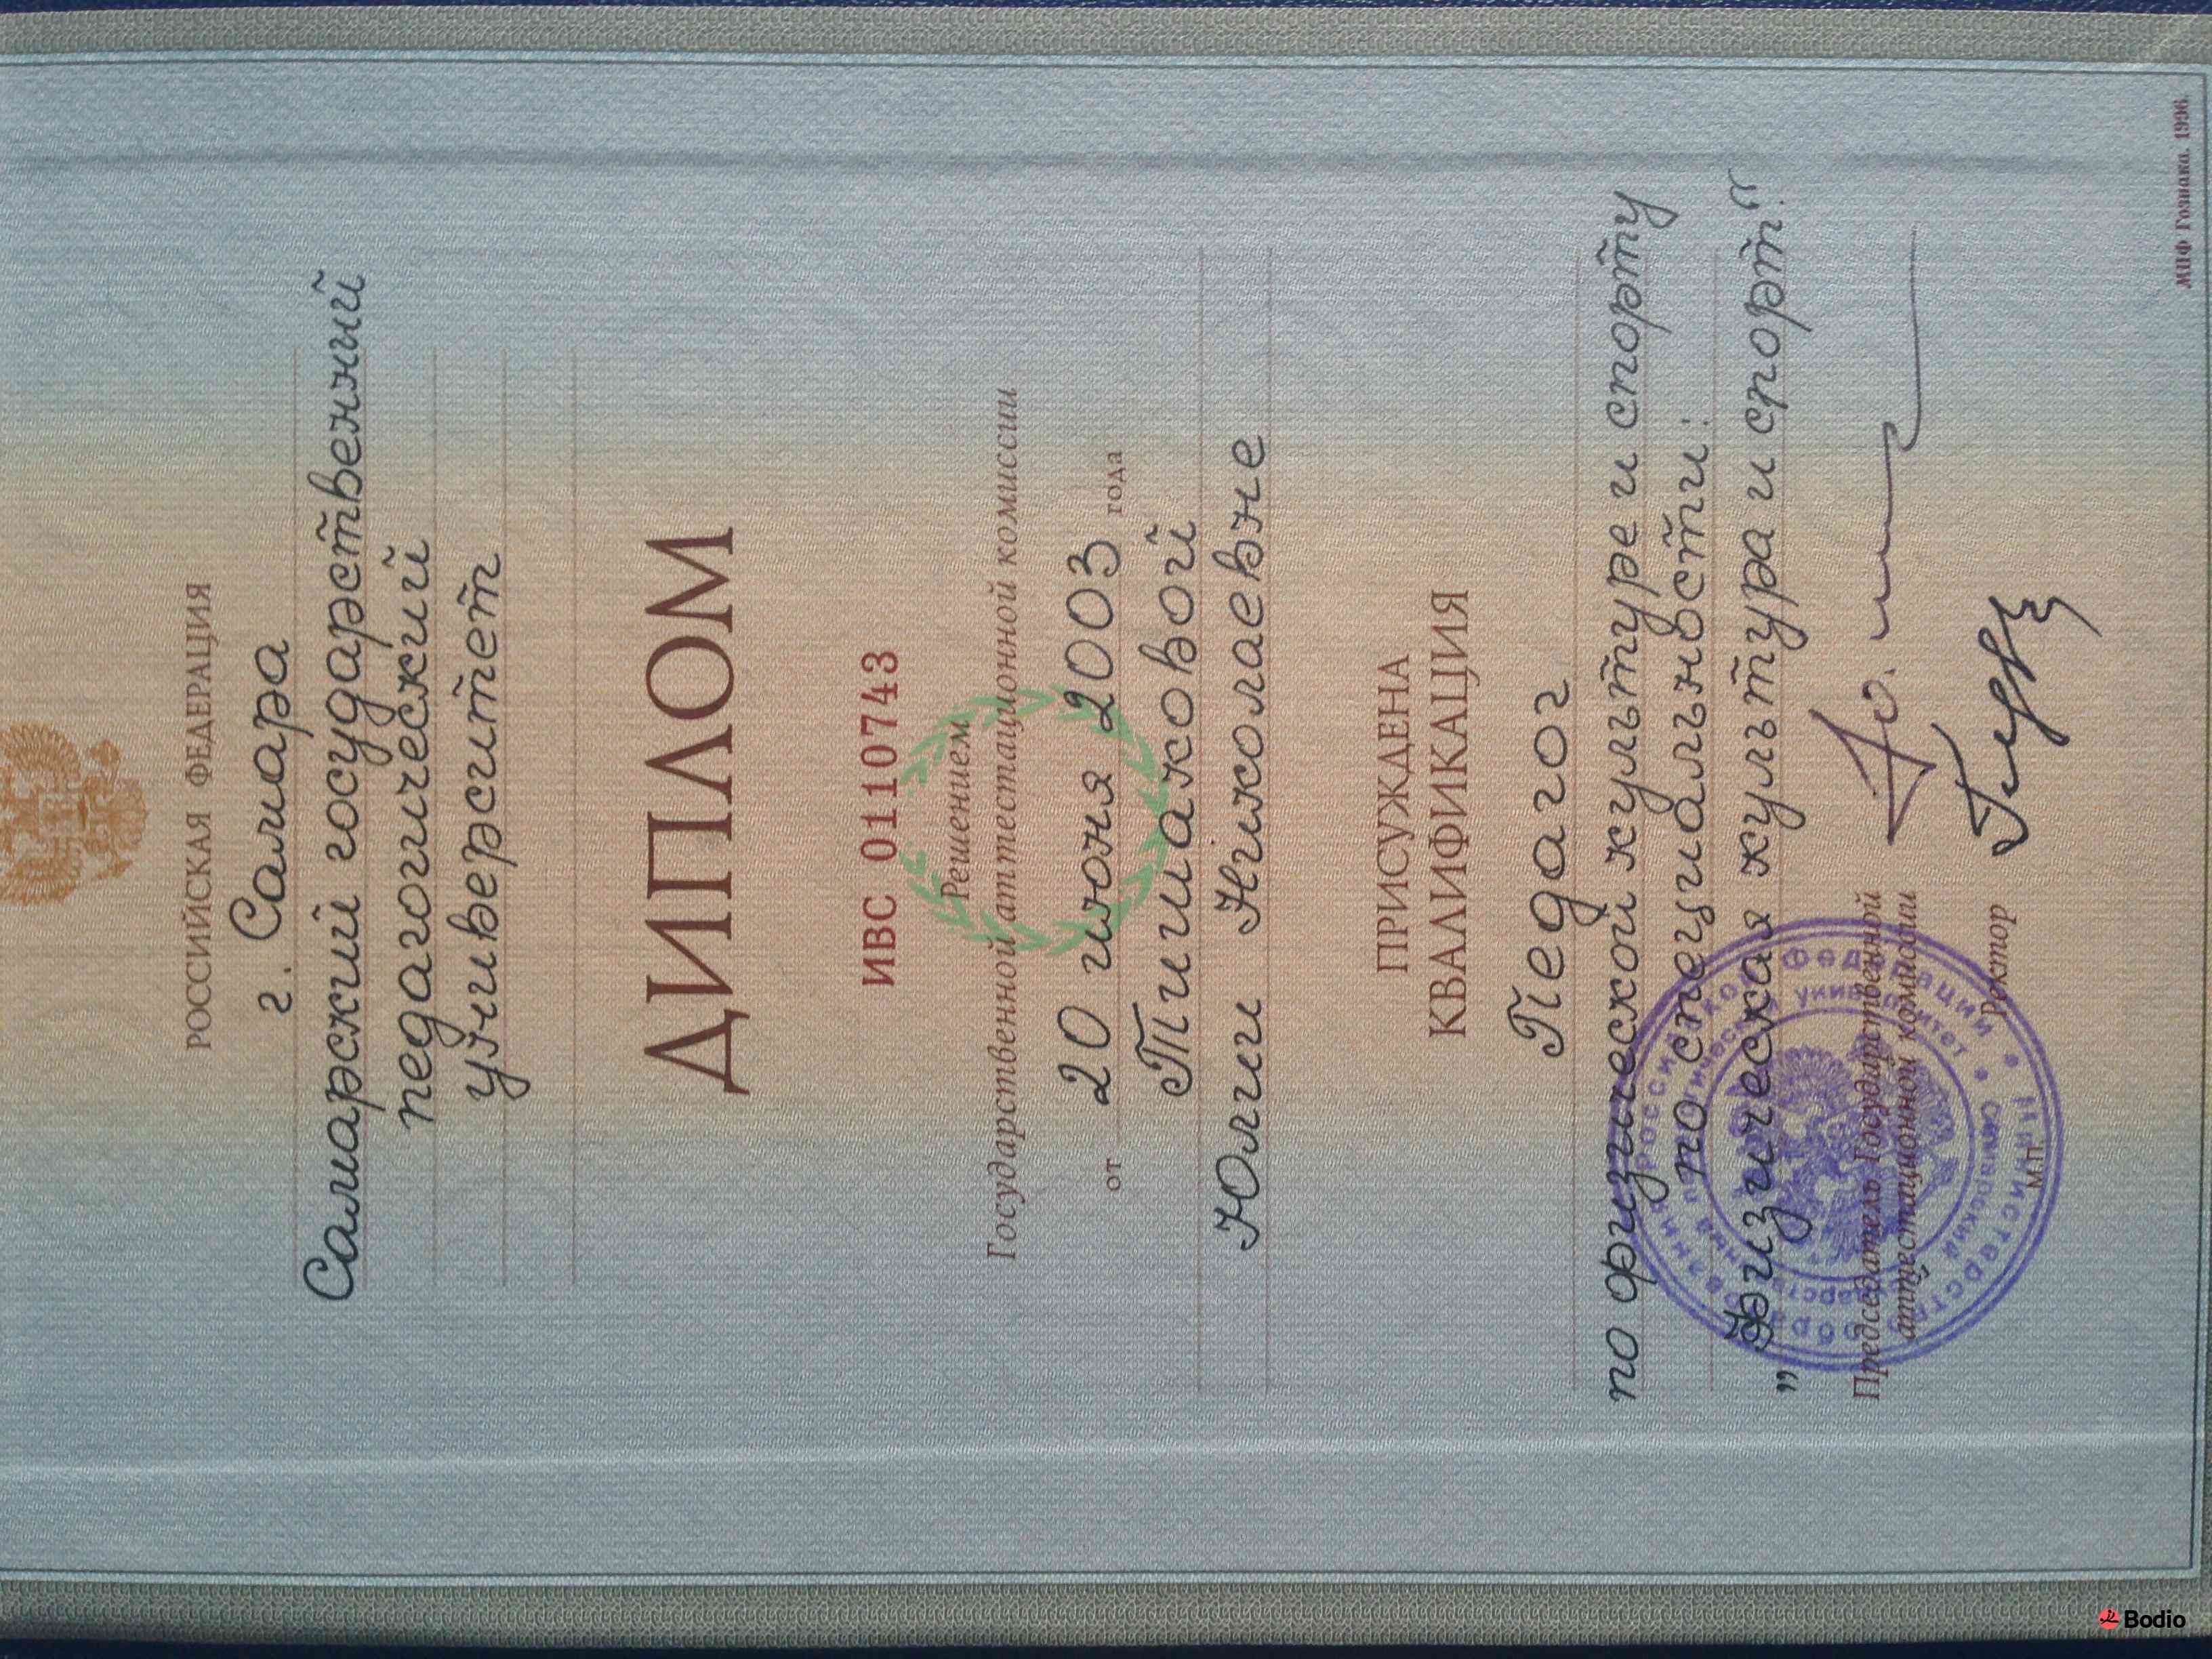 РОССИЙСКАЯ ФЕДЕРАЦИЯ
г. Самара
Самарский государственный
педагогический
университет
ДИПЛОМ
ИВС 0110743
Решением
Государственной аттестационной комиссии
от 20 июня 2003 года
Тишаковой
Юлии Николаевне
ПРИСУЖДЕНА
КВАЛИФИКАЦИЯ
Педагог
по физической культуре и спорту
по специальности:
„Физическая культура и спорт.“
Председатель Государственной
аттестационной комиссии
Ректор
М.П.
МПФ Гознака. 1996.
Bodio